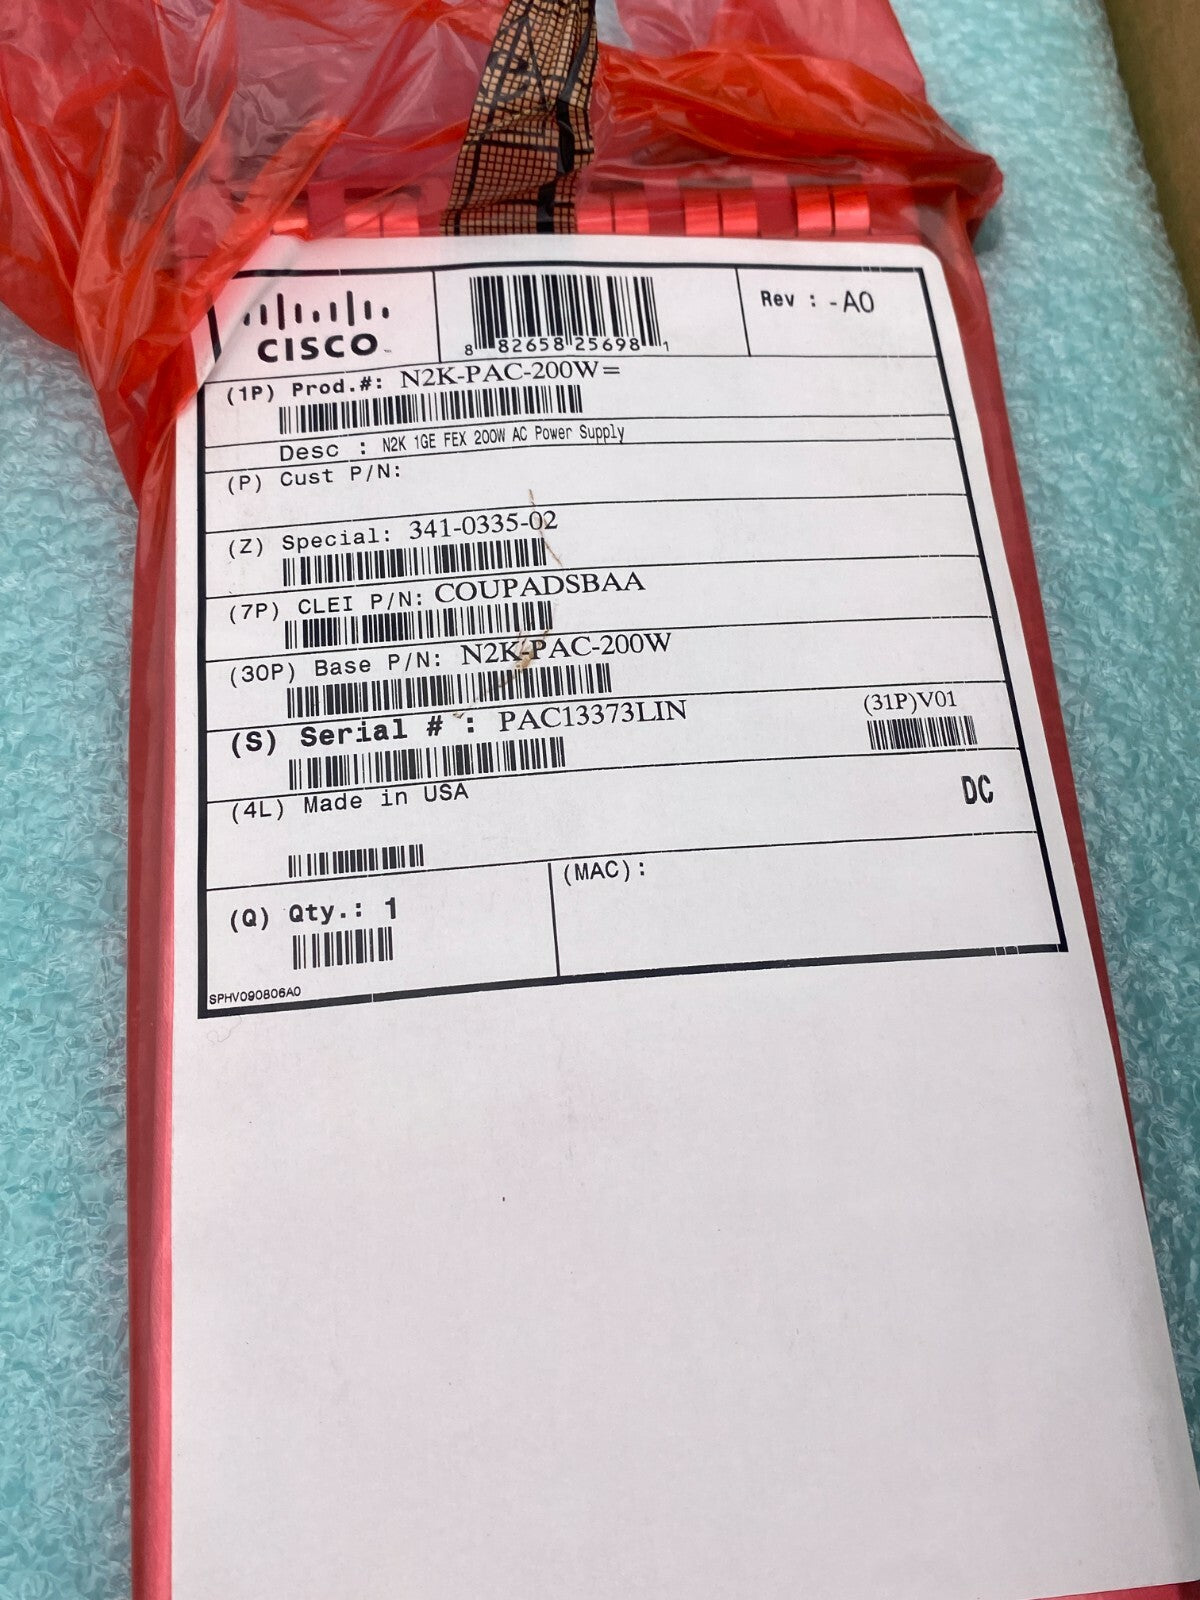 CISCO
8 82658 25698 1
Rev : -A0
(1P) Prod.#: N2K-PAC-200W=
Desc : N2K 1GE FEX 200W AC Power Supply
(P) Cust P/N:
(Z) Special: 341-0335-02
(7P) CLEI P/N: COUPADSBAA
(30P) Base P/N: N2K-PAC-200W
(S) Serial # : PAC13373LIN
(31P)V01
(4L) Made in USA
DC
(Q) Qty.: 1
(MAC):
SPHV090806A0